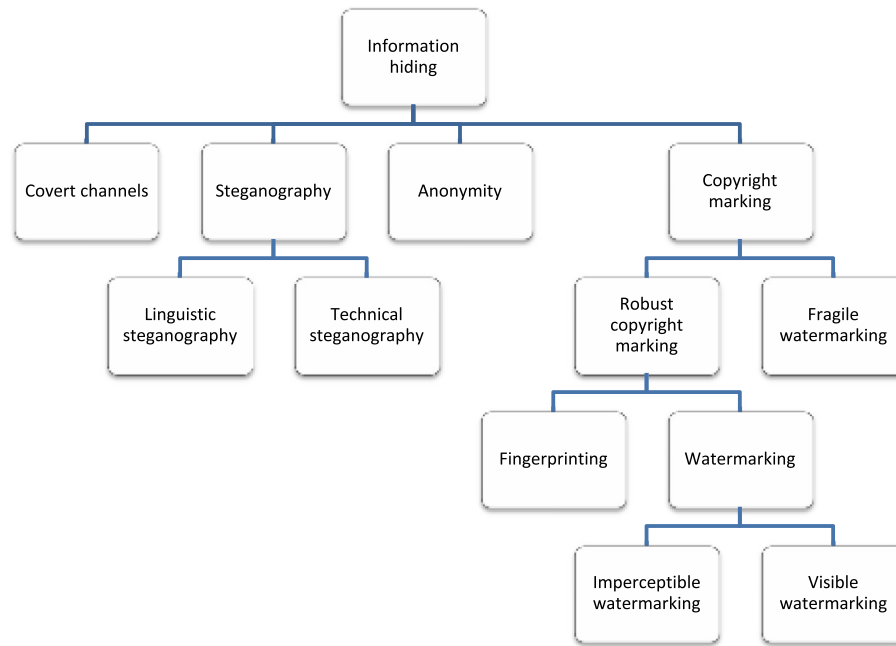 Information
hiding
Covert channels
Steganography
Anonymity
Copyright
marking
Linguistic
steganography
Technical
steganography
Robust
copyright
marking
Fragile
watermarking
Fingerprinting
Watermarking
Imperceptible
watermarking
Visible
watermarking